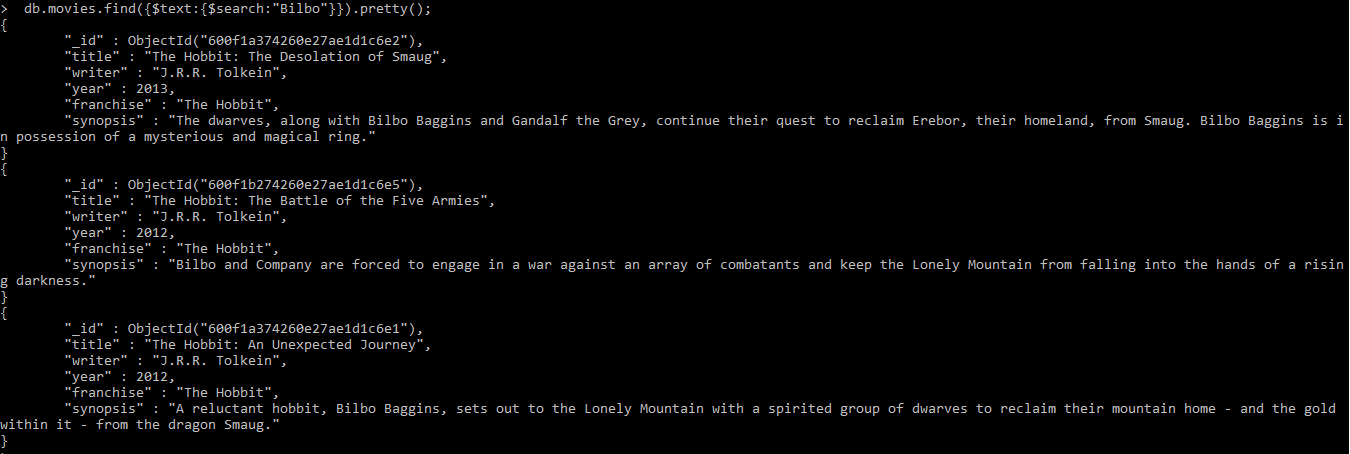 >  db.movies.find({$text:{$search:"Bilbo"}}).pretty();
{
        "_id" : ObjectId("600f1a374260e27ae1d1c6e2"),
        "title" : "The Hobbit: The Desolation of Smaug",
        "writer" : "J.R.R. Tolkein",
        "year" : 2013,
        "franchise" : "The Hobbit",
        "synopsis" : "The dwarves, along with Bilbo Baggins and Gandalf the Grey, continue their quest to reclaim Erebor, their homeland, from Smaug. Bilbo Baggins is i
n possession of a mysterious and magical ring."
}
{
        "_id" : ObjectId("600f1b274260e27ae1d1c6e5"),
        "title" : "The Hobbit: The Battle of the Five Armies",
        "writer" : "J.R.R. Tolkein",
        "year" : 2012,
        "franchise" : "The Hobbit",
        "synopsis" : "Bilbo and Company are forced to engage in a war against an array of combatants and keep the Lonely Mountain from falling into the hands of a risin
g darkness."
}
{
        "_id" : ObjectId("600f1a374260e27ae1d1c6e1"),
        "title" : "The Hobbit: An Unexpected Journey",
        "writer" : "J.R.R. Tolkein",
        "year" : 2012,
        "franchise" : "The Hobbit",
        "synopsis" : "A reluctant hobbit, Bilbo Baggins, sets out to the Lonely Mountain with a spirited group of dwarves to reclaim their mountain home - and the gold
within it - from the dragon Smaug."
}